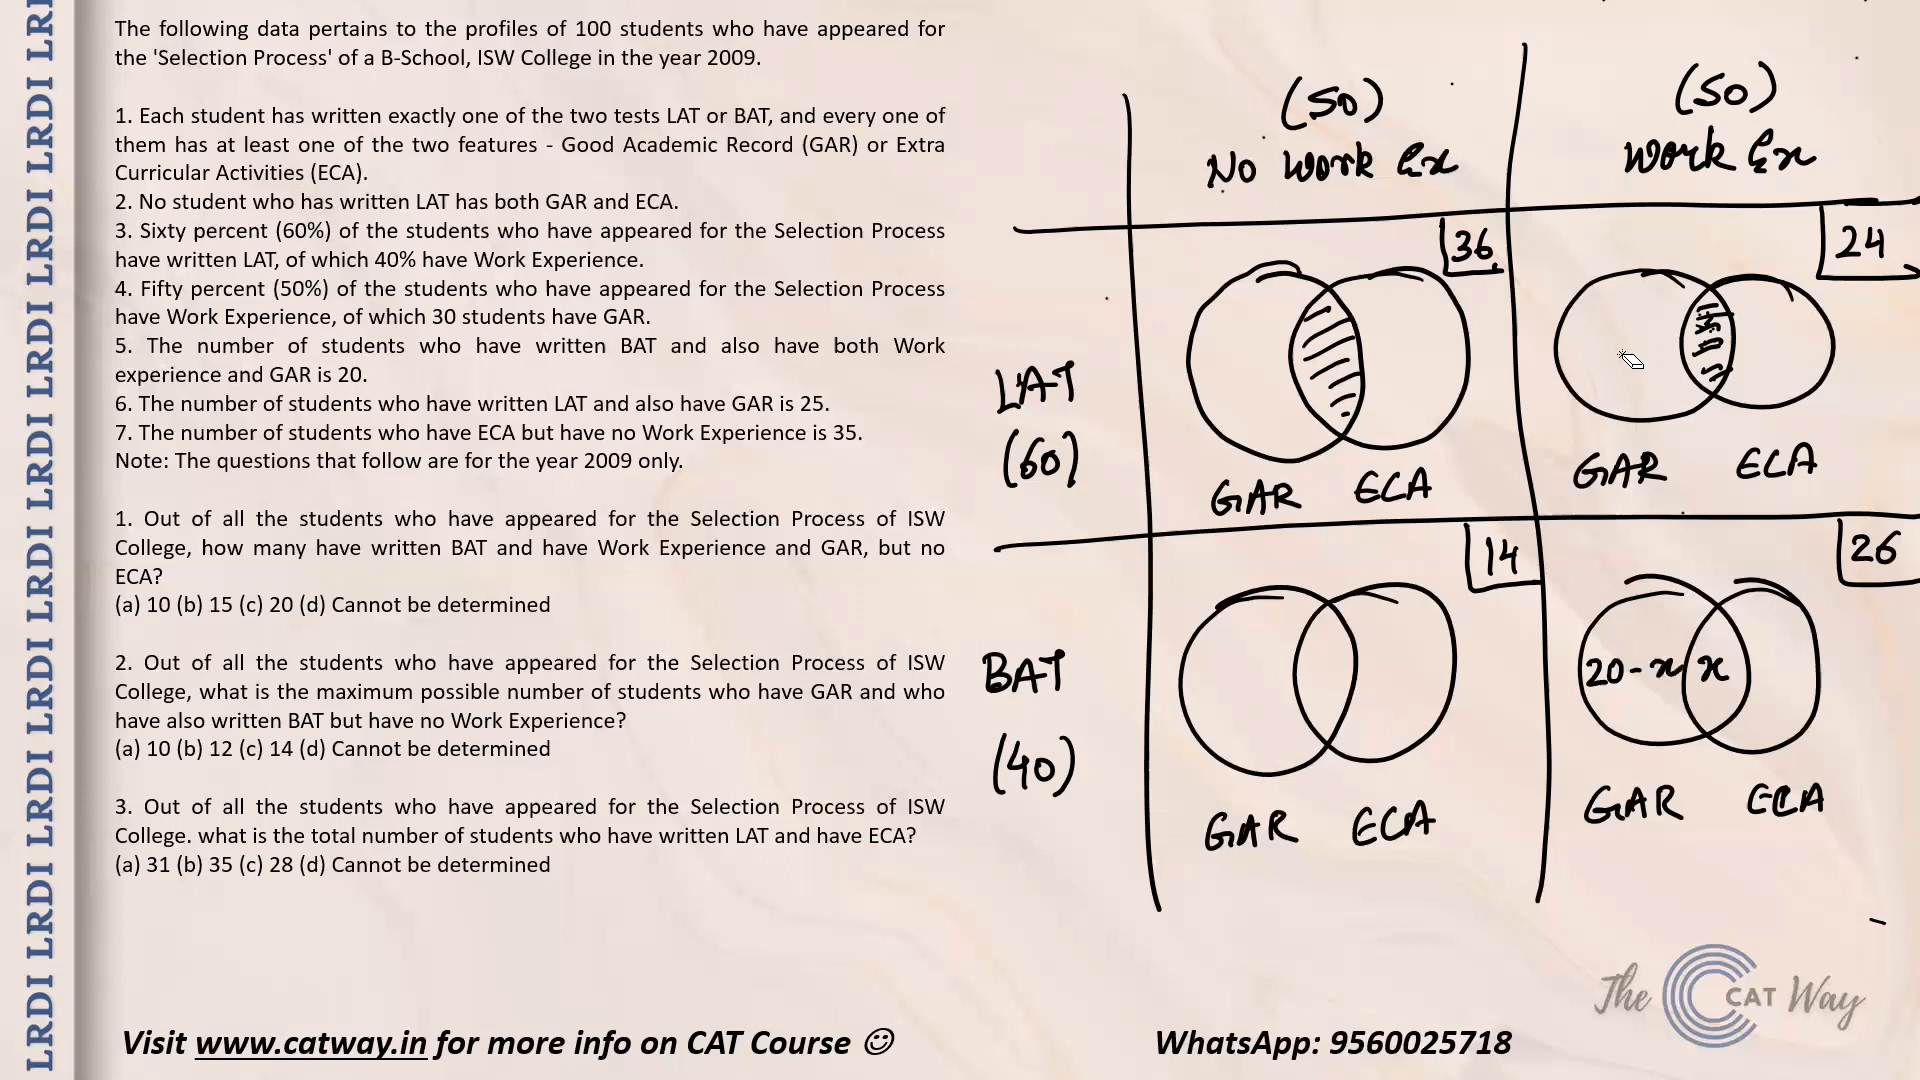 LRDI LRDI LRDI LRDI LRDI LRDI LRDI LRDI LRI
The following data pertains to the profiles of 100 students who have appeared for
the 'Selection Process' of a B-School, ISW College in the year 2009.
1. Each student has written exactly one of the two tests LAT or BAT, and every one of
them has at least one of the two features - Good Academic Record (GAR) or Extra
Curricular Activities (ECA).
2. No student who has written LAT has both GAR and ECA.
3. Sixty percent (60%) of the students who have appeared for the Selection Process
have written LAT, of which 40% have Work Experience.
4. Fifty percent (50%) of the students who have appeared for the Selection Process
have Work Experience, of which 30 students have GAR.
5. The number of students who have written BAT and also have both Work
experience and GAR is 20.
6. The number of students who have written LAT and also have GAR is 25.
7. The number of students who have ECA but have no Work Experience is 35.
Note: The questions that follow are for the year 2009 only.
1. Out of all the students who have appeared for the Selection Process of ISW
College, how many have written BAT and have Work Experience and GAR, but no
ECA?
(a) 10 (b) 15 (c) 20 (d) Cannot be determined
2. Out of all the students who have appeared for the Selection Process of ISW
College, what is the maximum possible number of students who have GAR and who
have also written BAT but have no Work Experience?
(a) 10 (b) 12 (c) 14 (d) Cannot be determined
3. Out of all the students who have appeared for the Selection Process of ISW
College. what is the total number of students who have written LAT and have ECA?
(a) 31 (b) 35 (c) 28 (d) Cannot be determined
(50) (50)
No Work Ex Work Ex
36 24
LAT
(60)
GAR ECA GAR ECA
14 26
BAT 20-x x
(40)
GAR ECA GAR ECA
The CAT Way
Visit www.catway.in for more info on CAT Course ☺ WhatsApp: 9560025718